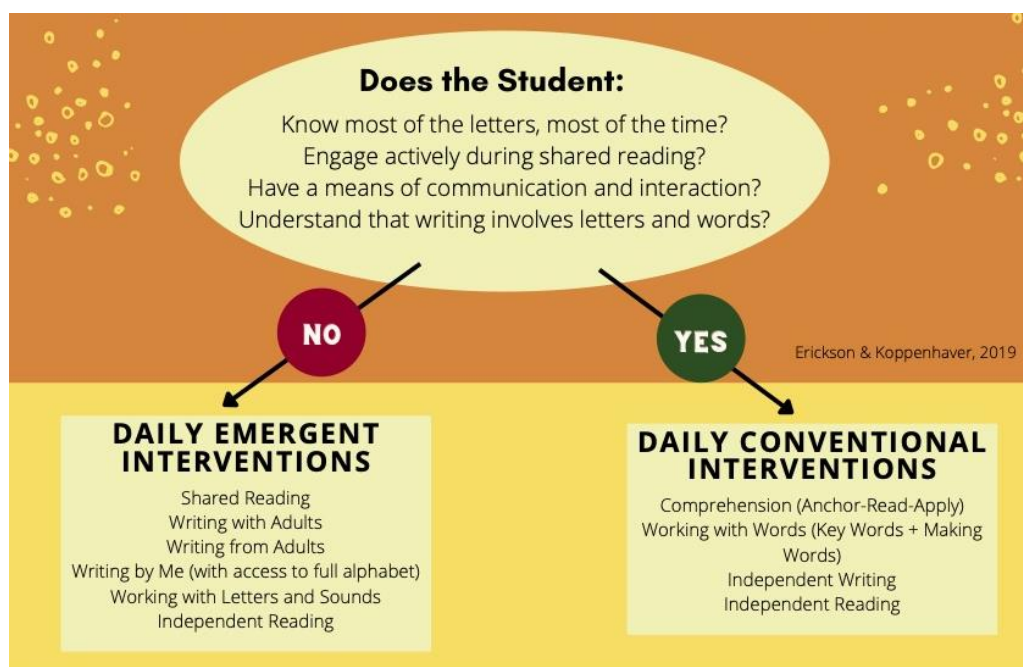 Does the Student:
Know most of the letters, most of the time?
Engage actively during shared reading?
Have a means of communication and interaction?
Understand that writing involves letters and words?
NO
YES
Erickson & Koppenhaver, 2019
DAILY EMERGENT
INTERVENTIONS
Shared Reading
Writing with Adults
Writing from Adults
Writing by Me (with access to full alphabet)
Working with Letters and Sounds
Independent Reading
DAILY CONVENTIONAL
INTERVENTIONS
Comprehension (Anchor-Read-Apply)
Working with Words (Key Words + Making
Words)
Independent Writing
Independent Reading